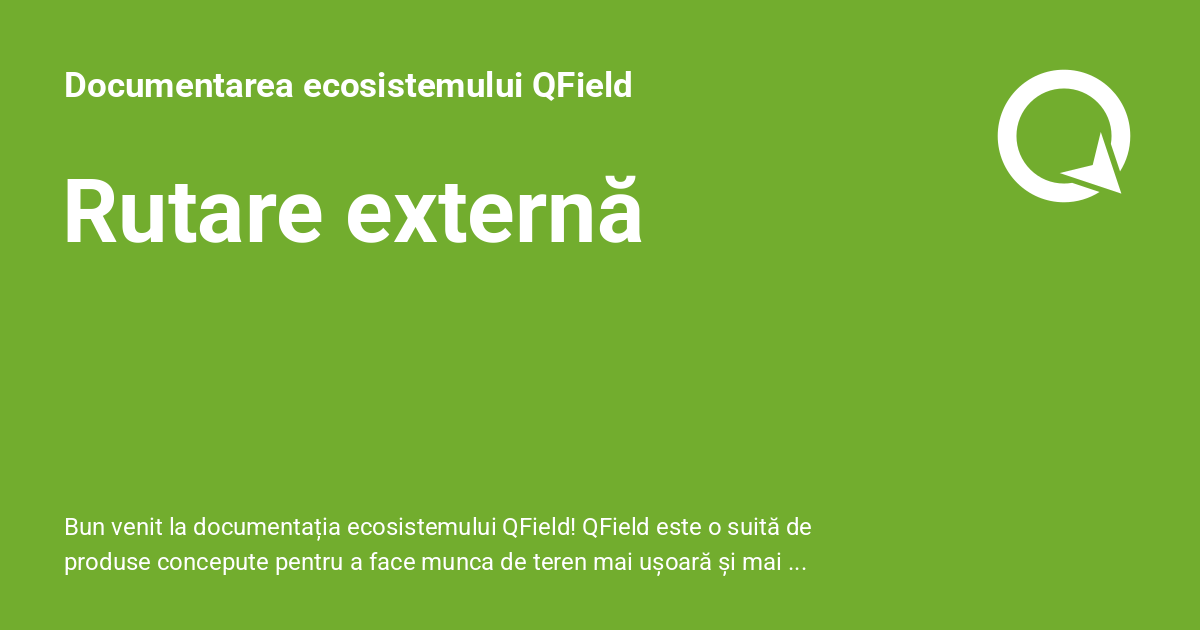 Documentarea ecosistemului QField
Rutare externă
Bun venit la documentația ecosistemului QField! QField este o suită de
produse concepute pentru a face munca de teren mai ușoară și mai ...